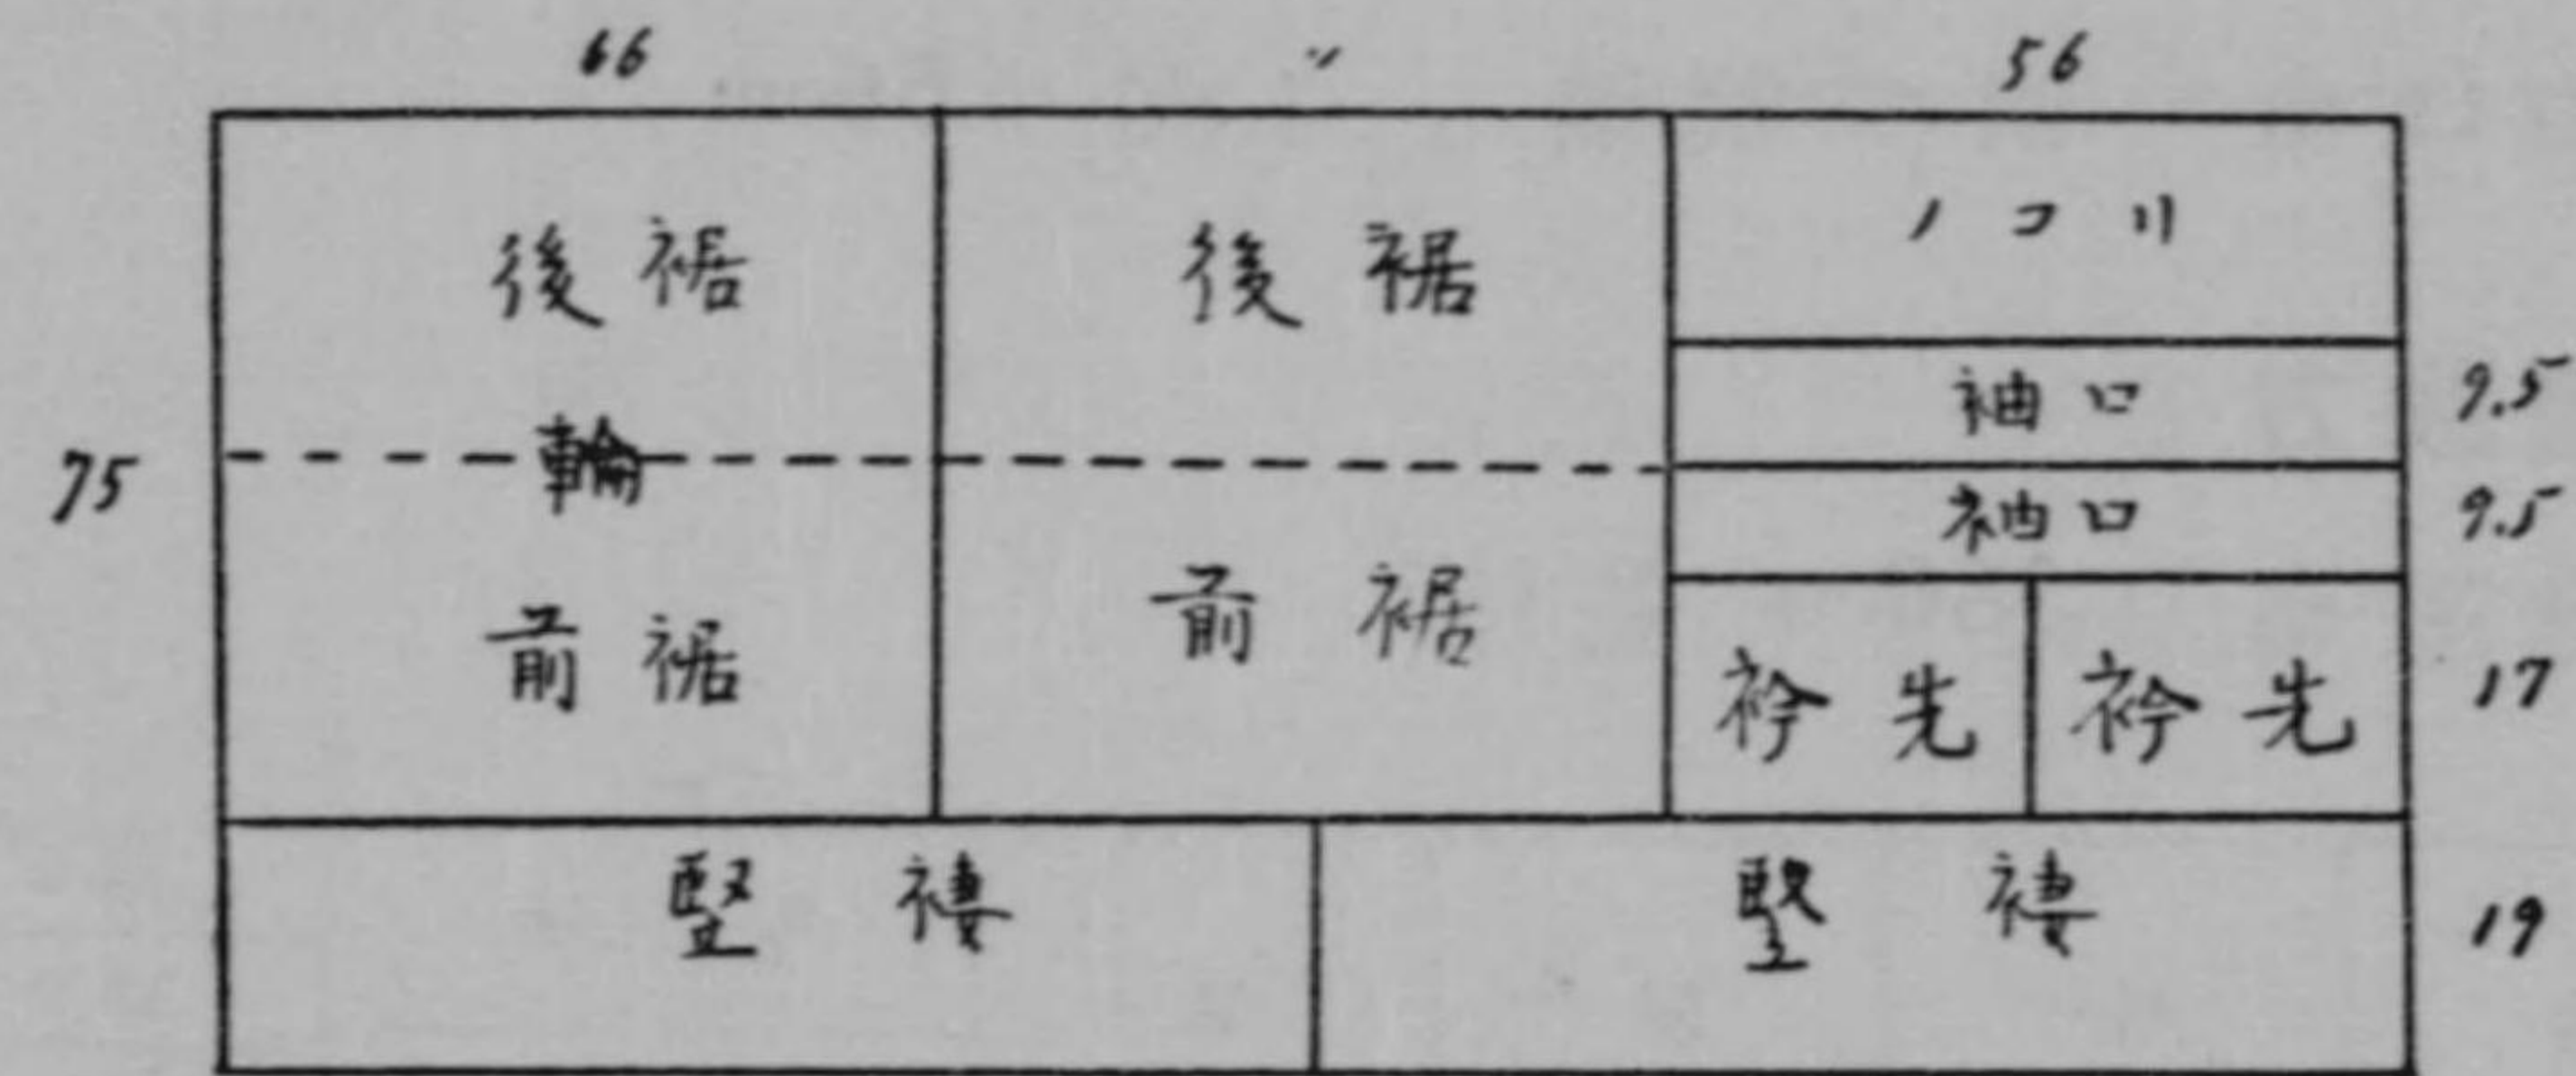 66 〃 56
後裾 後裾 ノコリ
袖口 9.5
75 輪 袖口 9.5
前裾 前裾 衿先 衿先 17
竪褄 竪褄 19